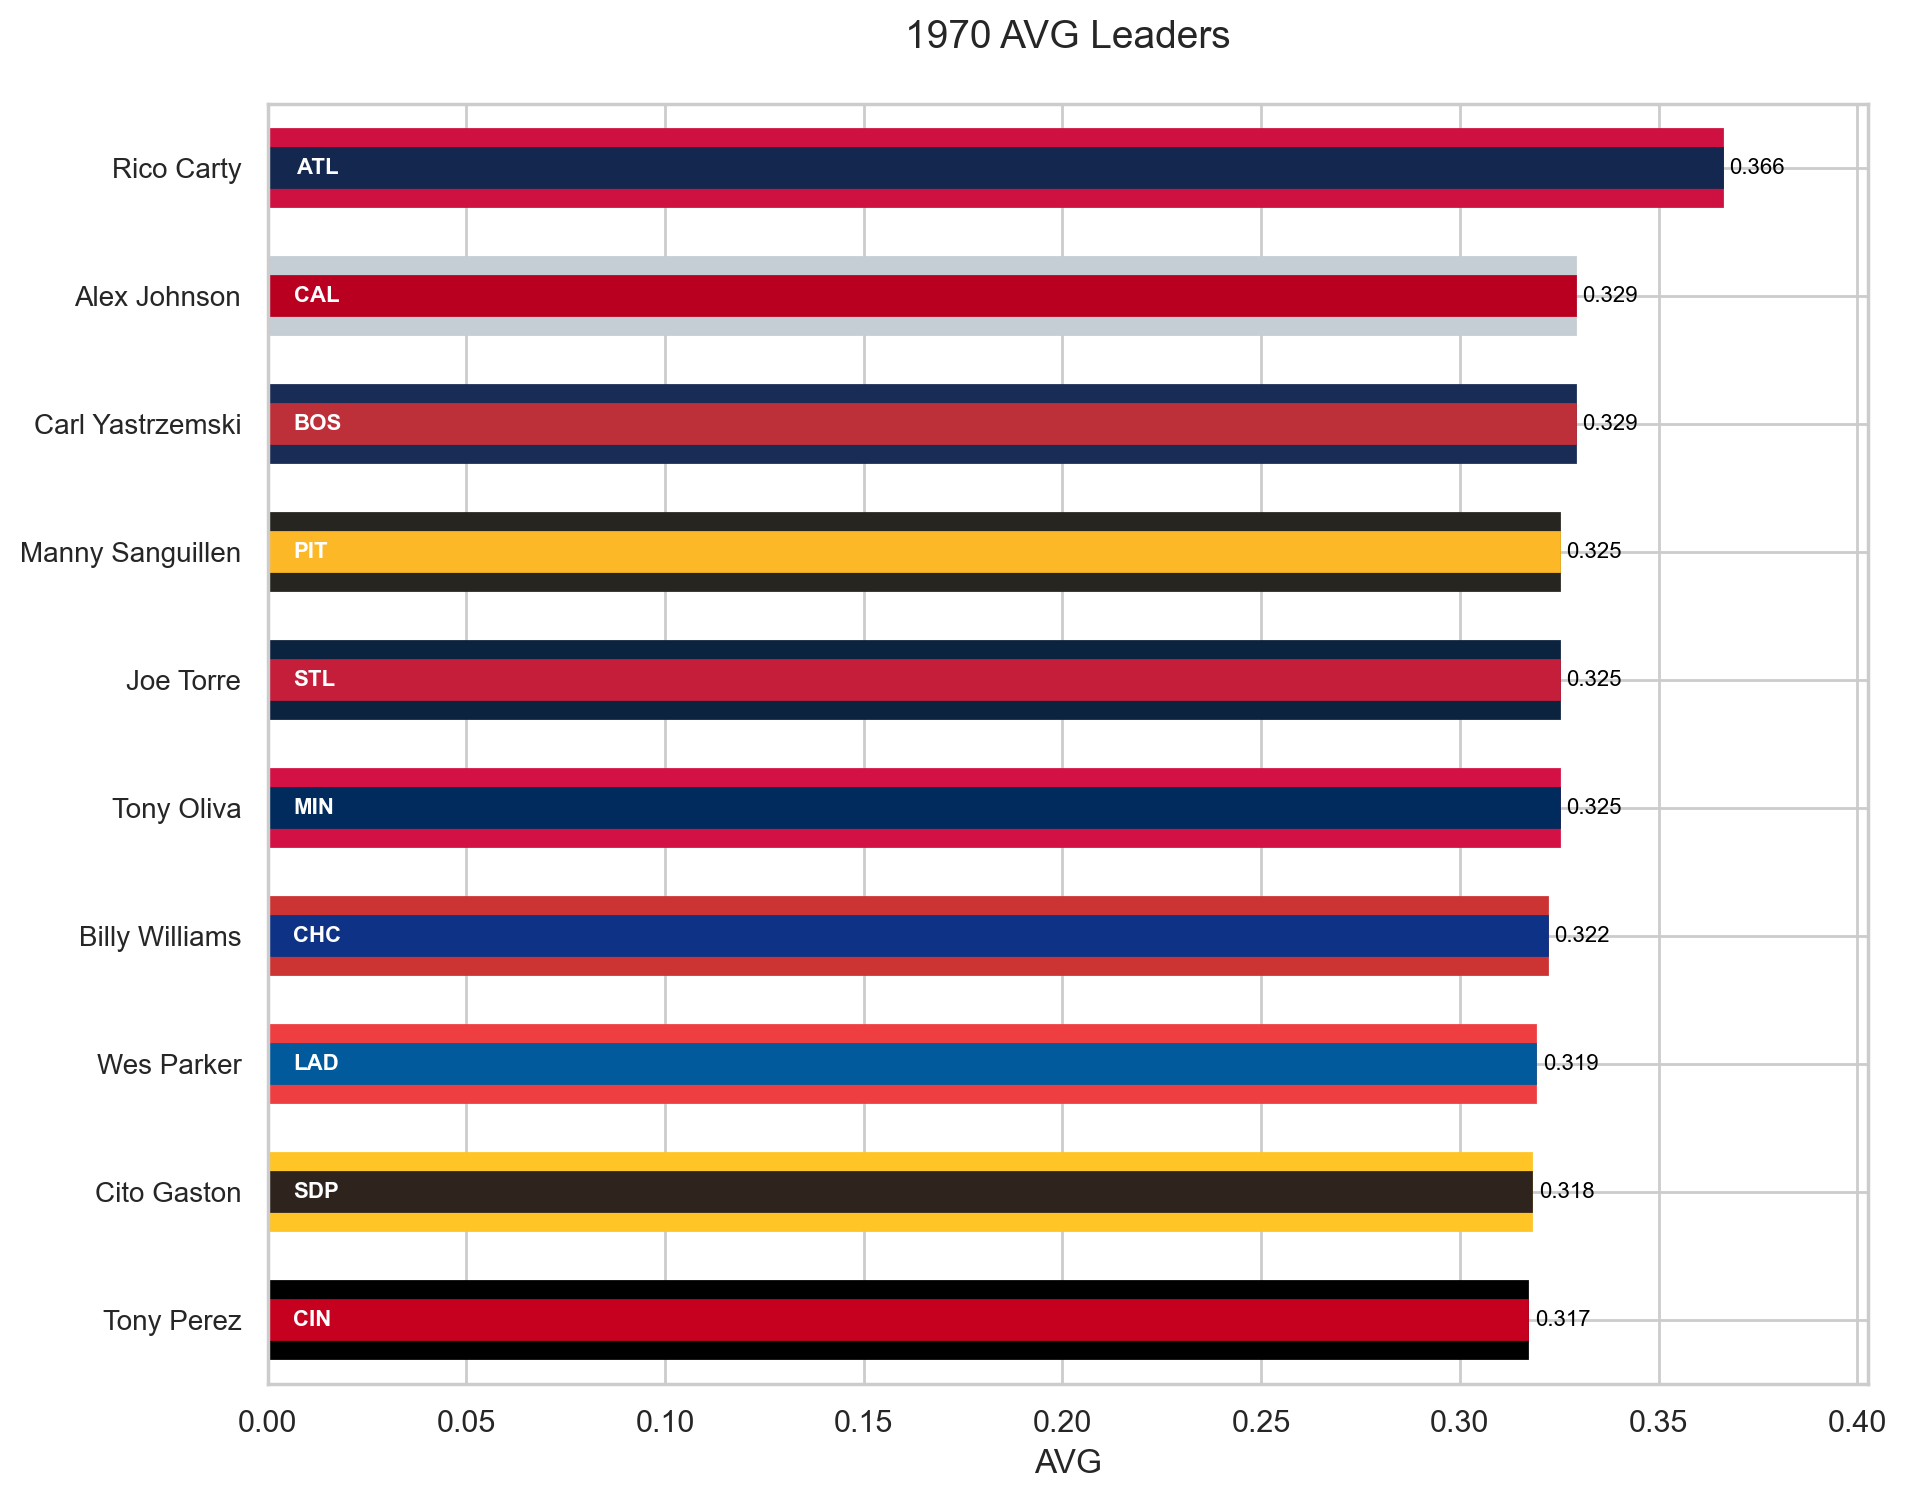 1970 AVG Leaders
Rico Carty ATL 0.366
Alex Johnson CAL 0.329
Carl Yastrzemski BOS 0.329
Manny Sanguillen PIT 0.325
Joe Torre STL 0.325
Tony Oliva MIN 0.325
Billy Williams CHC 0.322
Wes Parker LAD 0.319
Cito Gaston SDP 0.318
Tony Perez CIN 0.317
0.00 0.05 0.10 0.15 0.20 0.25 0.30 0.35 0.40
AVG